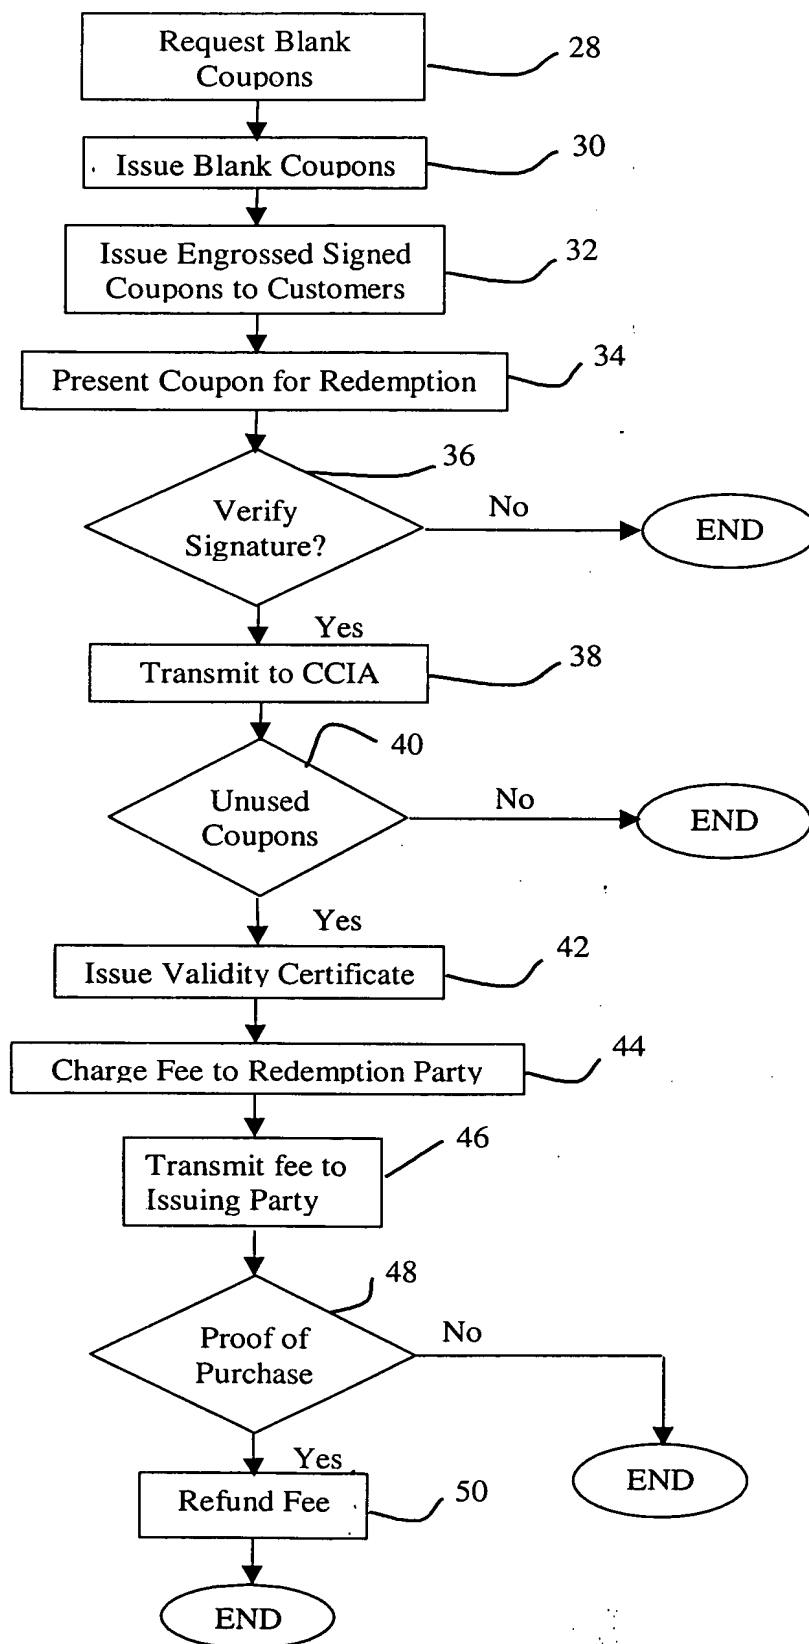 Request Blank
Coupons
28
Issue Blank Coupons
30
Issue Engrossed Signed
Coupons to Customers
32
Present Coupon for Redemption
34
36
Verify
Signature?
No
END
Yes
Transmit to CCIA
38
40
Unused
Coupons
No
END
Yes
Issue Validity Certificate
42
Charge Fee to Redemption Party
44
Transmit fee to
Issuing Party
46
48
Proof of
Purchase
No
END
Yes
Refund Fee
50
END